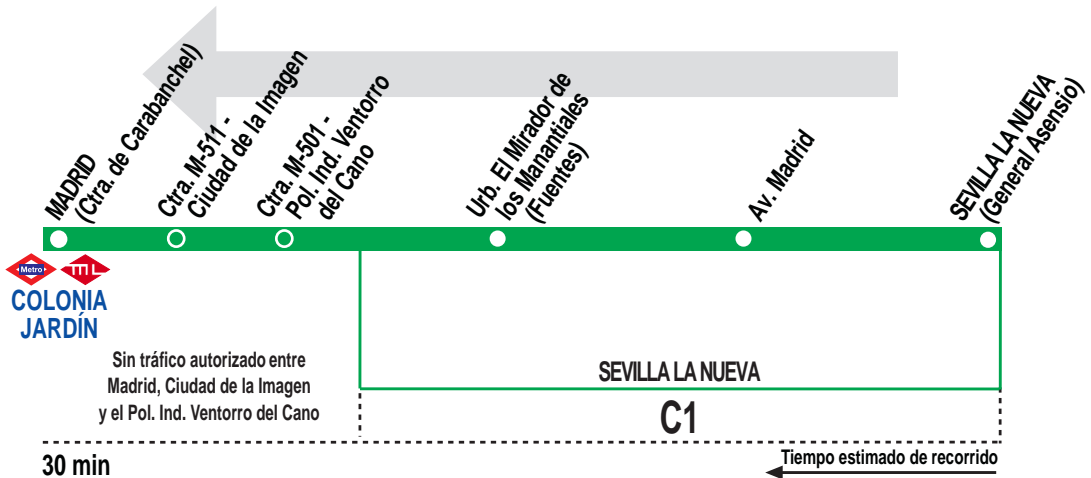 MADRID
(Ctra. de Carabanchel)
Ctra. M-511 -
Ciudad de la Imagen
Ctra. M-501 -
Pol. Ind. Ventorro
del Cano
Urb. El Mirador de
los Manantiales
(Fuentes)
Av. Madrid
SEVILLA LA NUEVA
(General Asensio)
Metro
ML
COLONIA
JARDÍN
Sin tráfico autorizado entre
Madrid, Ciudad de la Imagen
y el Pol. Ind. Ventorro del Cano
SEVILLA LA NUEVA
C1
30 min
Tiempo estimado de recorrido